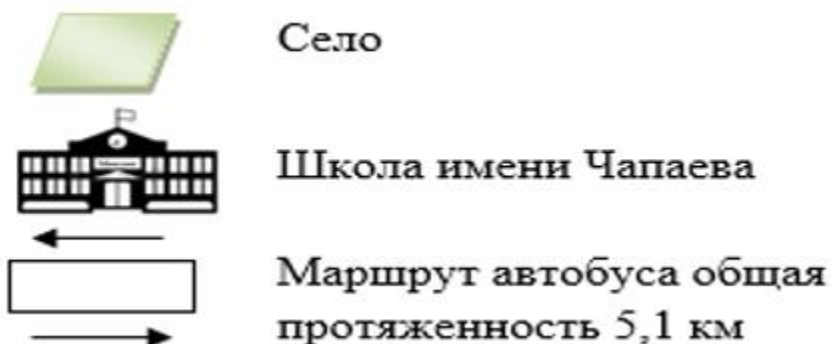 Село
Школа имени Чапаева
Маршрут автобуса общая
протяженность 5,1 км